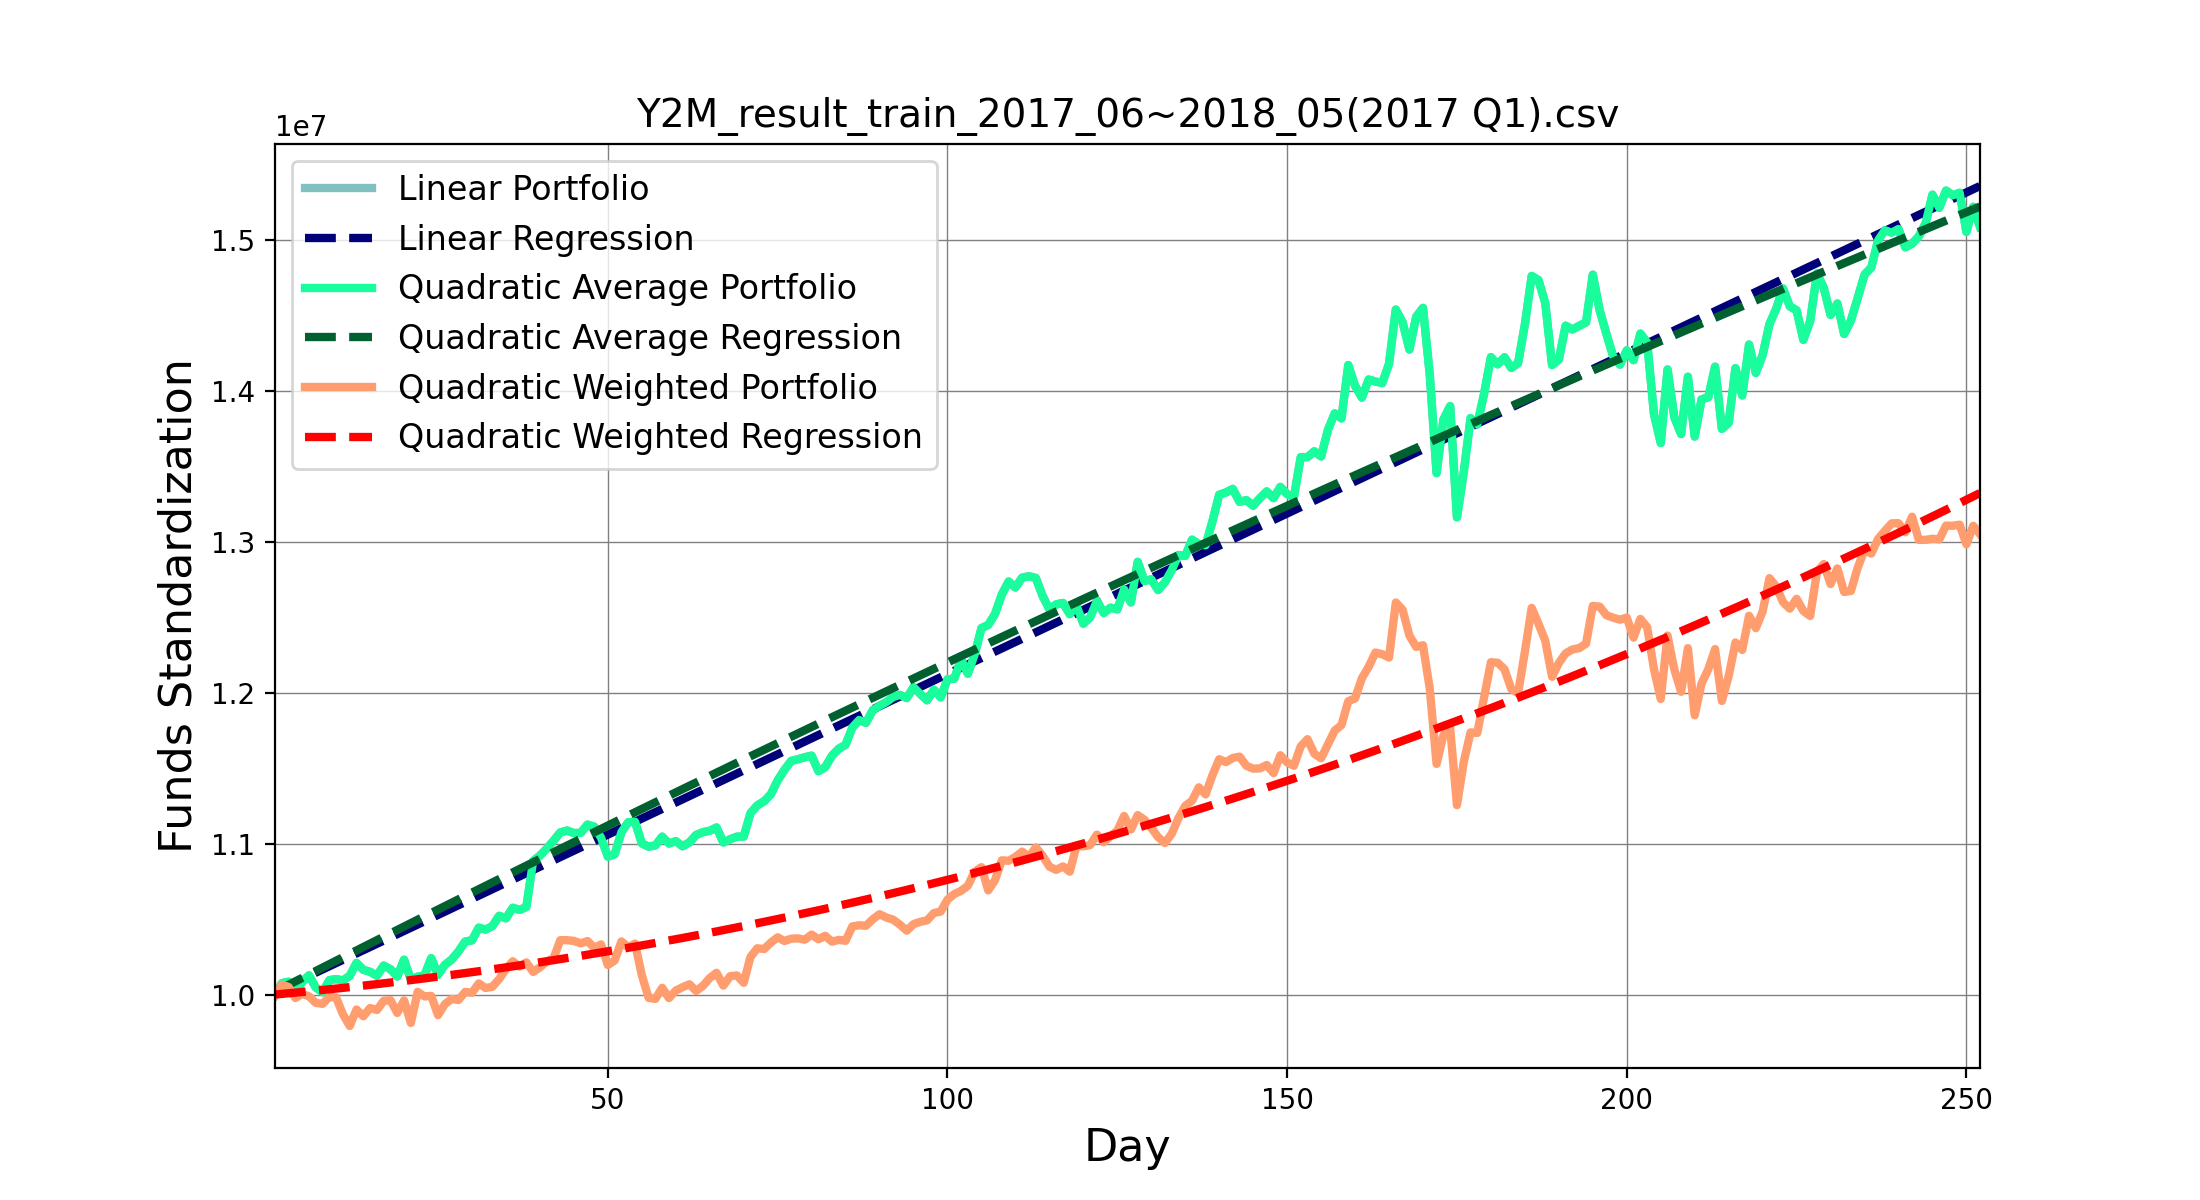 Y2M_result_train_2017_06~2018_05(2017 Q1).csv
1e7
Linear Portfolio
Linear Regression
Quadratic Average Portfolio
Quadratic Average Regression
Quadratic Weighted Portfolio
Quadratic Weighted Regression
Funds Standardization
1.5
1.4
1.3
1.2
1.1
1.0
50 100 150 200 250
Day